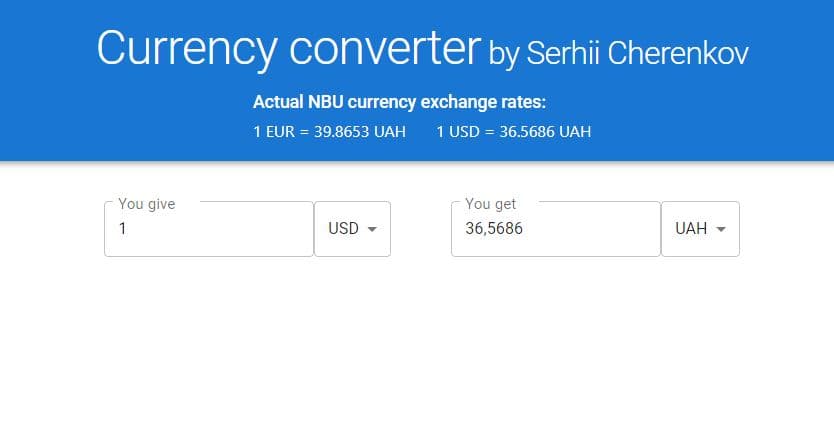 Currency converter by Serhii Cherenkov
Actual NBU currency exchange rates:
1 EUR = 39.8653 UAH 1 USD = 36.5686 UAH
You give You get
1 USD 36,5686 UAH